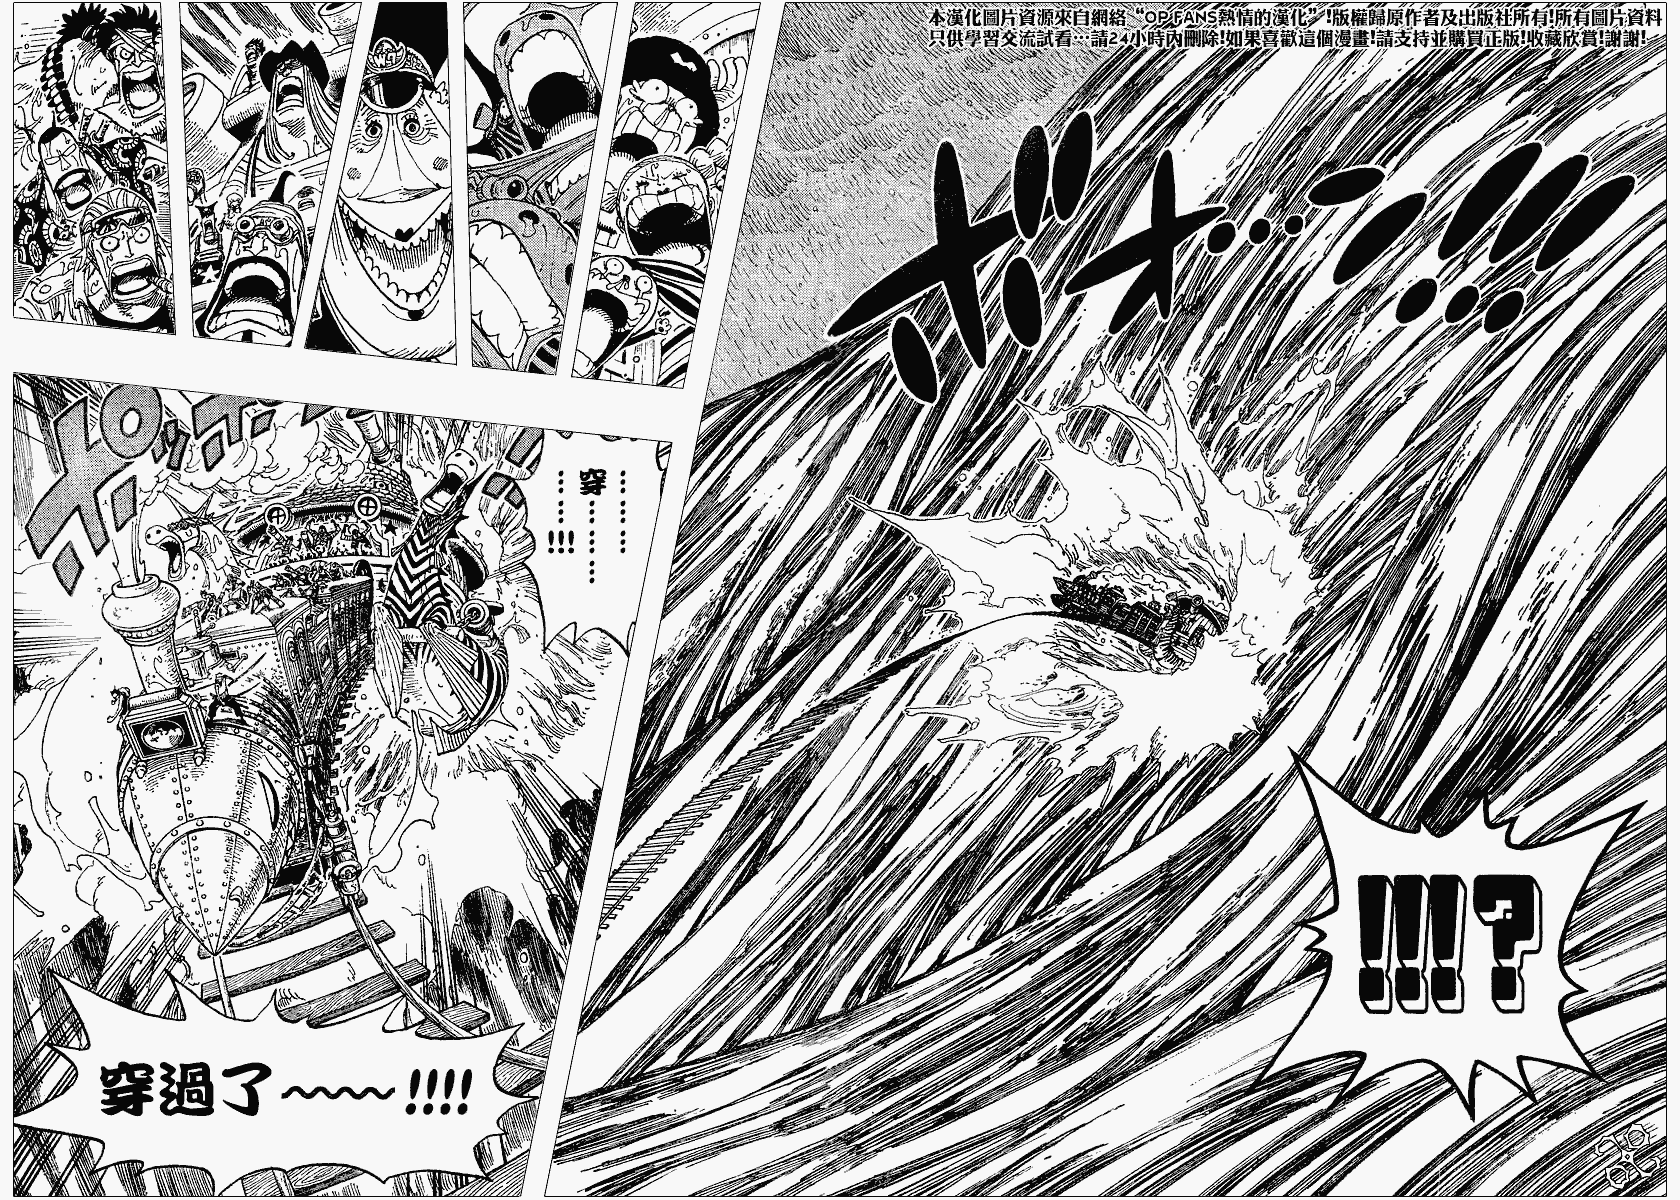 本漢化圖片資源來自網絡“OP FANS熱情的漢化”!版權歸原作者及出版社所有!所有圖片資料
只供學習交流試看…請24小時內刪除!如果喜歡這個漫畫!請支持並購買正版!收藏欣賞!謝謝!
ボオ…ン!!!
!!!?
………
穿………
……!!!
穿過了~~~~!!!!